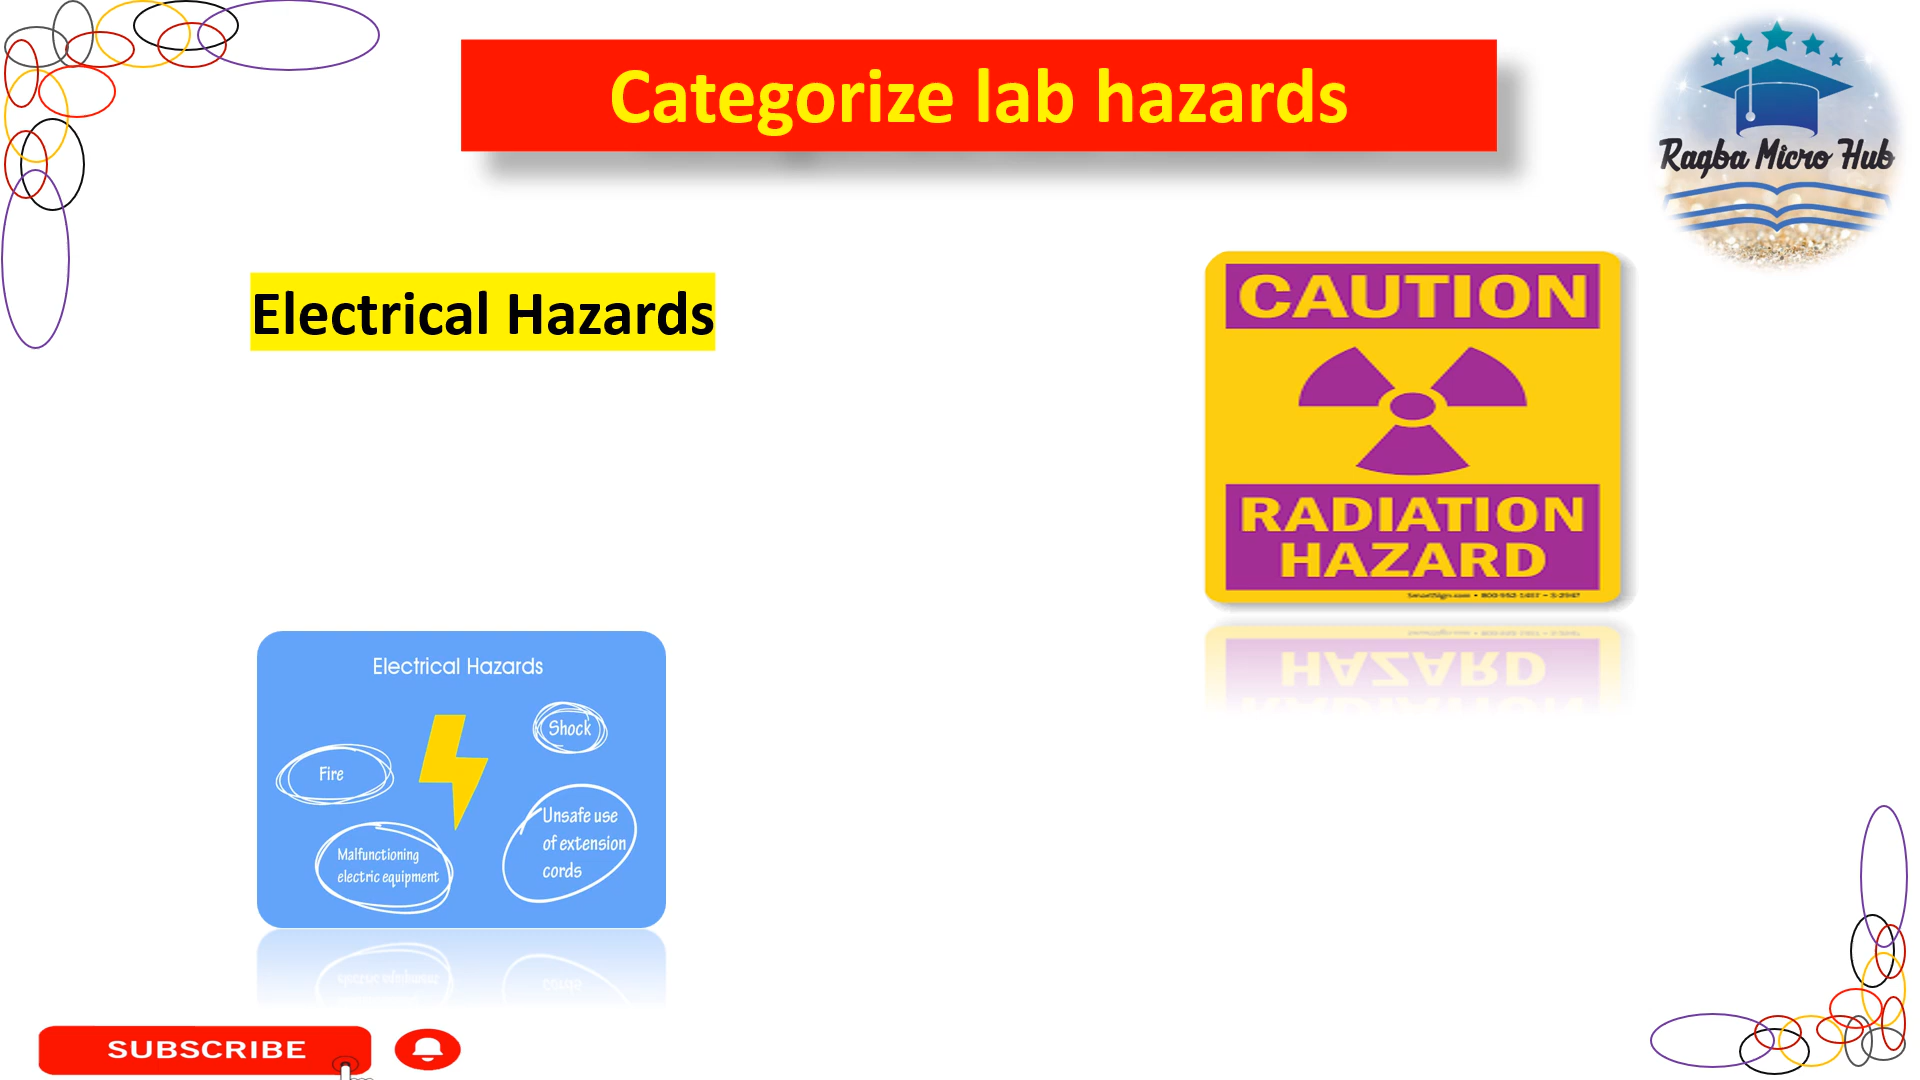 Categorize lab hazards
Ragba Micro Hub
Electrical Hazards
CAUTION
RADIATION
HAZARD
Electrical Hazards
Shock
Fire
Unsafe use
of extension
cords
Malfunctioning
electric equipment
SUBSCRIBE